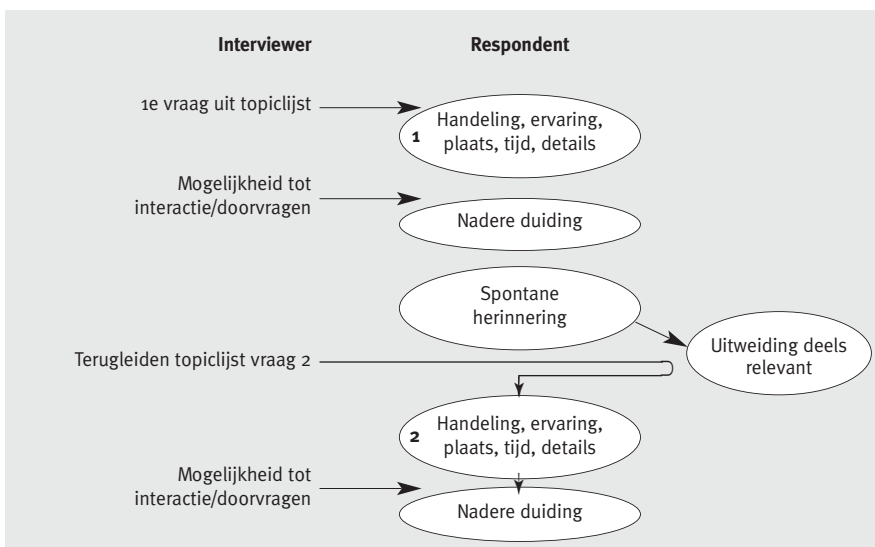 Interviewer
Respondent
1e vraag uit topiclijst
1
Handeling, ervaring,
plaats, tijd, details
Mogelijkheid tot
interactie/doorvragen
Nadere duiding
Spontane
herinnering
Uitweiding deels
relevant
Terugleiden topiclijst vraag 2
2
Handeling, ervaring,
plaats, tijd, details
Mogelijkheid tot
interactie/doorvragen
Nadere duiding